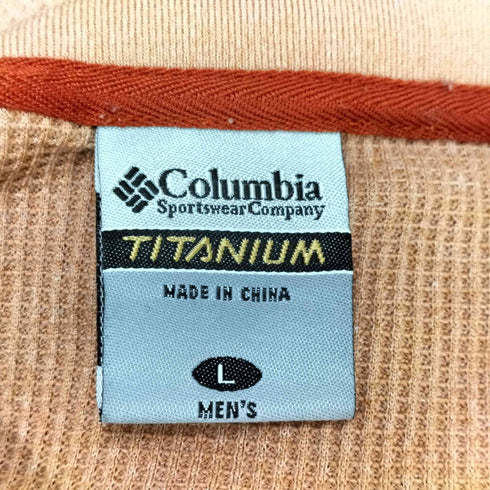 Columbia
Sportswear Company
TITANIUM
MADE IN CHINA
L
MEN'S